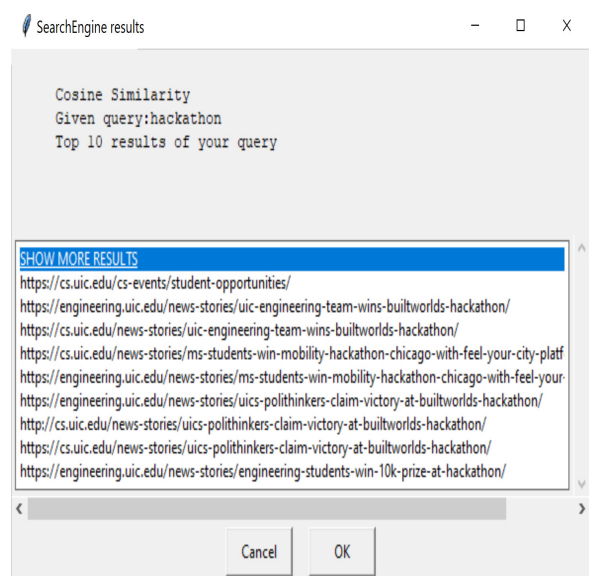 SearchEngine results
Cosine Similarity
Given query:hackathon
Top 10 results of your query
SHOW MORE RESULTS
https://cs.uic.edu/cs-events/student-opportunities/
https://engineering.uic.edu/news-stories/uic-engineering-team-wins-builtworlds-hackathon/
https://cs.uic.edu/news-stories/uic-engineering-team-wins-builtworlds-hackathon/
https://cs.uic.edu/news-stories/ms-students-win-mobility-hackathon-chicago-with-feel-your-city-platf
https://engineering.uic.edu/news-stories/ms-students-win-mobility-hackathon-chicago-with-feel-your-
https://engineering.uic.edu/news-stories/uics-polithinkers-claim-victory-at-builtworlds-hackathon/
http://cs.uic.edu/news-stories/uics-polithinkers-claim-victory-at-builtworlds-hackathon/
https://cs.uic.edu/news-stories/uics-polithinkers-claim-victory-at-builtworlds-hackathon/
https://engineering.uic.edu/news-stories/engineering-students-win-10k-prize-at-hackathon/
Cancel OK